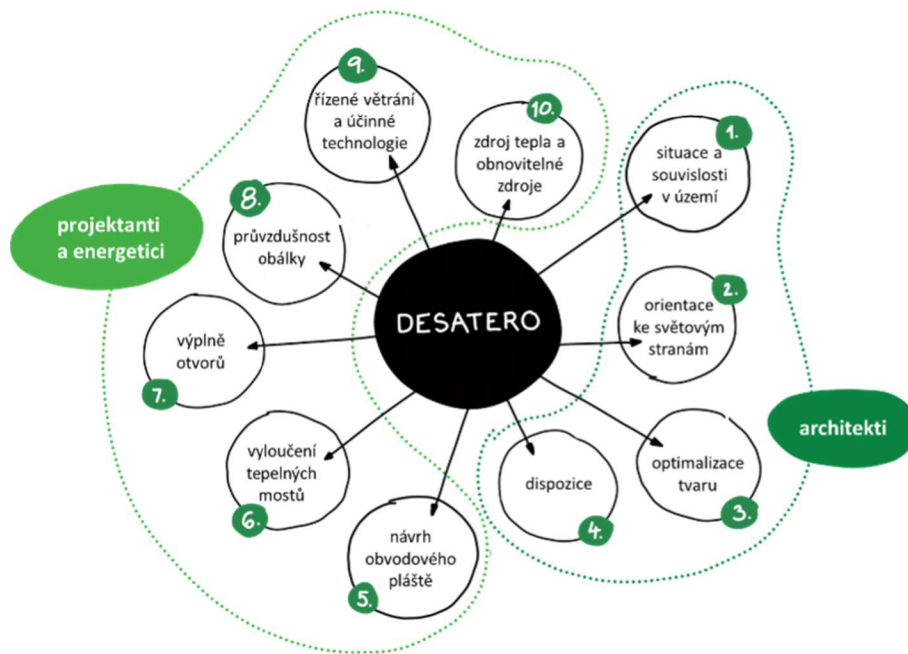 DESATERO
1.
situace a
souvislosti
v území
2.
orientace
ke světovým
stranám
3.
optimalizace
tvaru
4.
dispozice
architekti
5.
návrh
obvodového
pláště
6.
vyloučení
tepelných
mostů
7.
výplně
otvorů
8.
průvzdušnost
obálky
9.
řízené větrání
a účinné
technologie
10.
zdroj tepla a
obnovitelné
zdroje
projektanti
a energetici